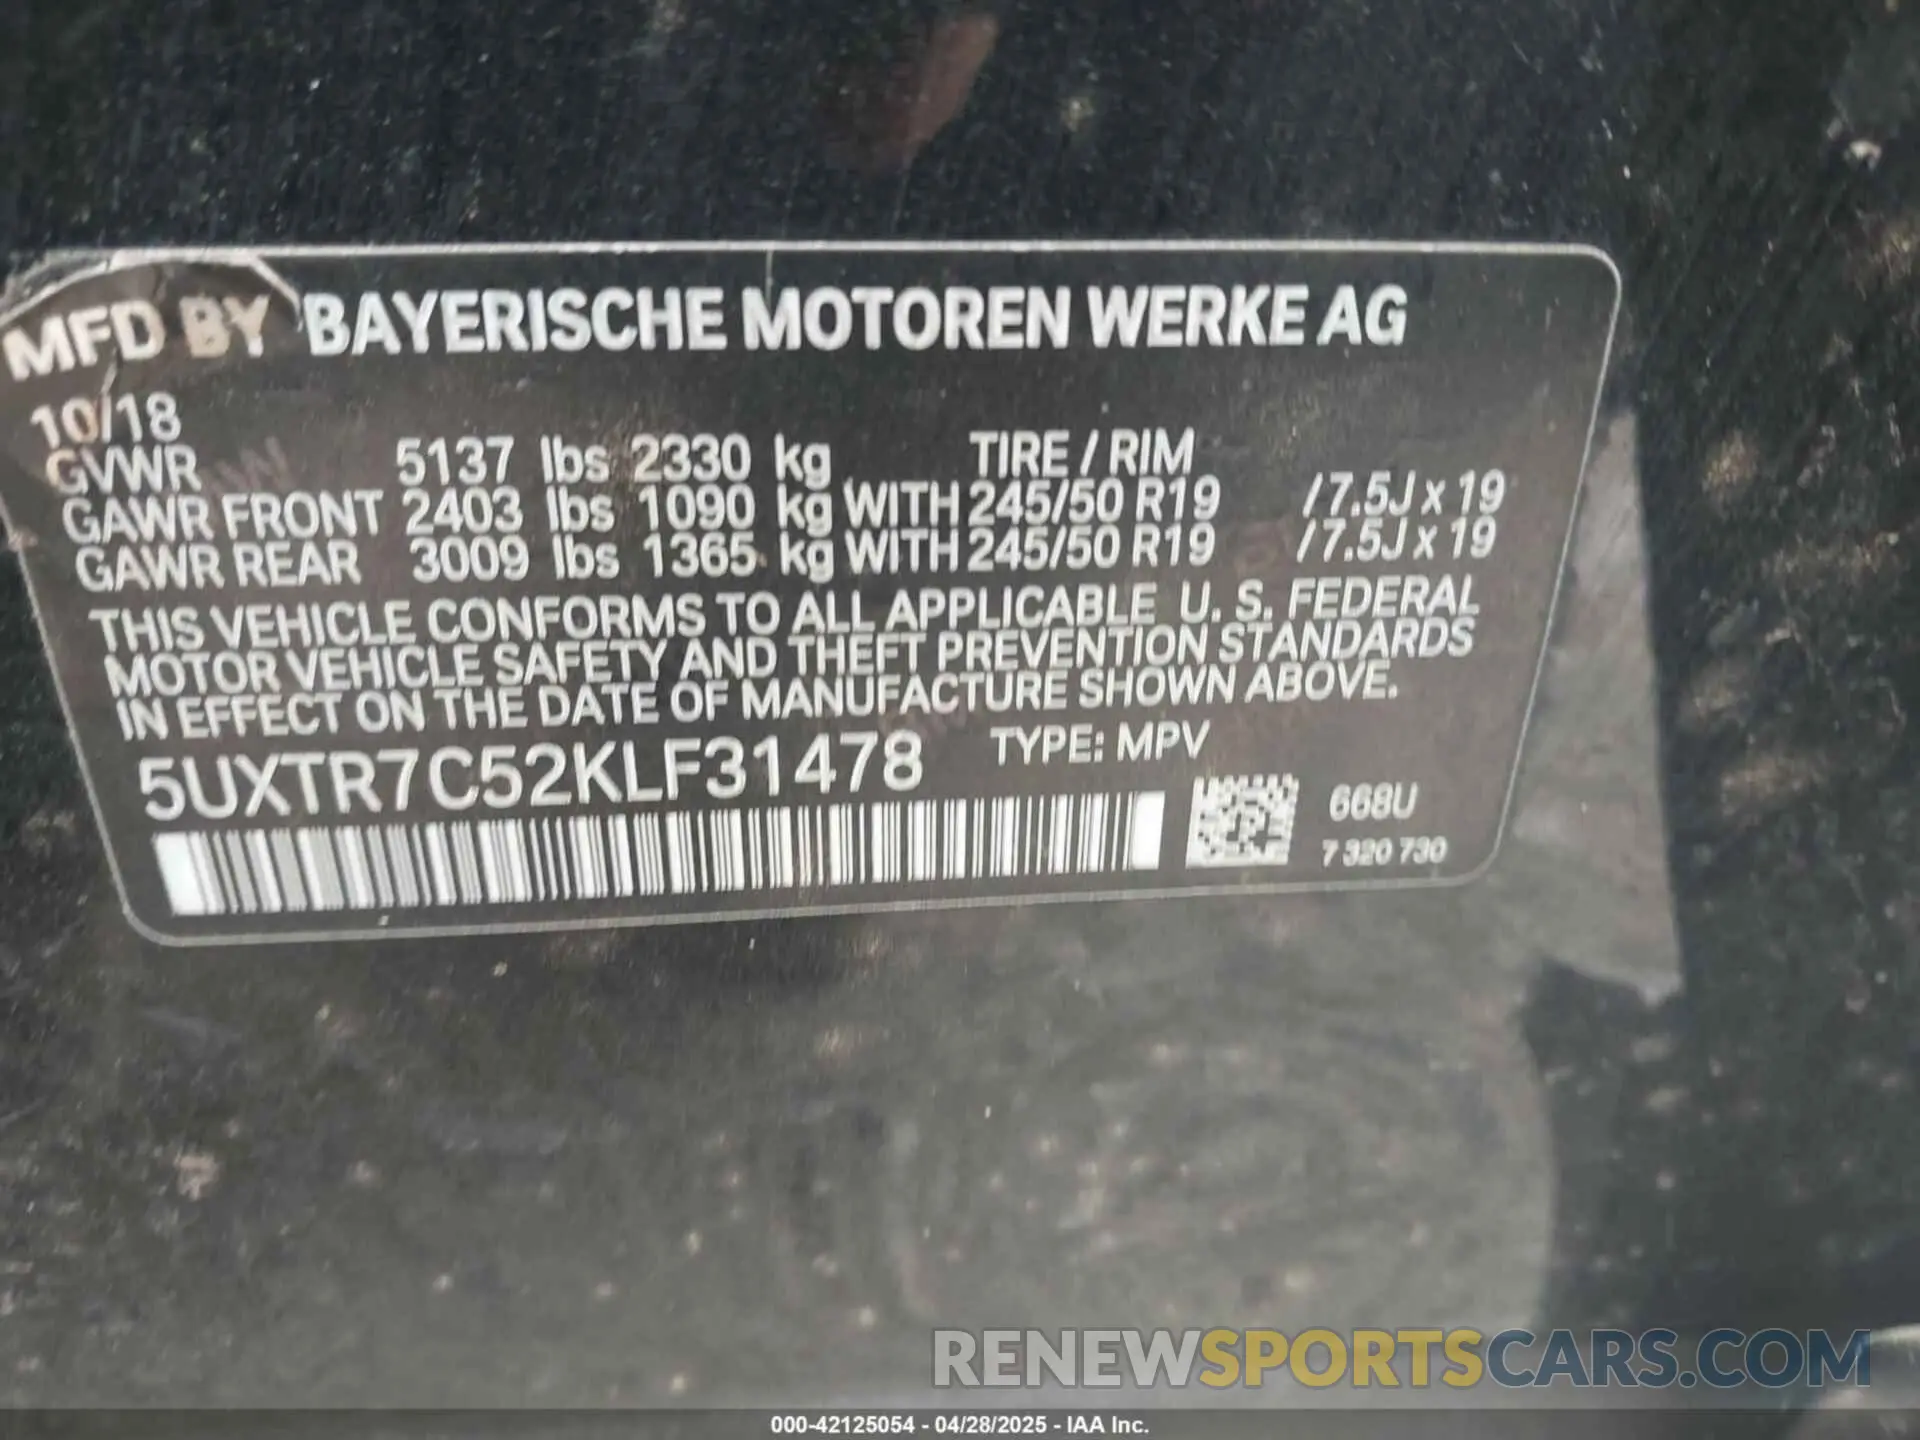 MFD BY BAYERISCHE MOTOREN WERKE AG
10/18
GVWR 5137 lbs 2330 kg TIRE / RIM
GAWR FRONT 2403 lbs 1090 kg WITH 245/50 R19 /7.5J x 19
GAWR REAR 3009 lbs 1365 kg WITH 245/50 R19 /7.5J x 19
THIS VEHICLE CONFORMS TO ALL APPLICABLE U. S. FEDERAL
MOTOR VEHICLE SAFETY AND THEFT PREVENTION STANDARDS
IN EFFECT ON THE DATE OF MANUFACTURE SHOWN ABOVE.
5UXTR7C52KLF31478 TYPE: MPV
668U
7 320 730
RENEWSPORTSCARS.COM
000-42125054 - 04/28/2025 - IAA Inc.